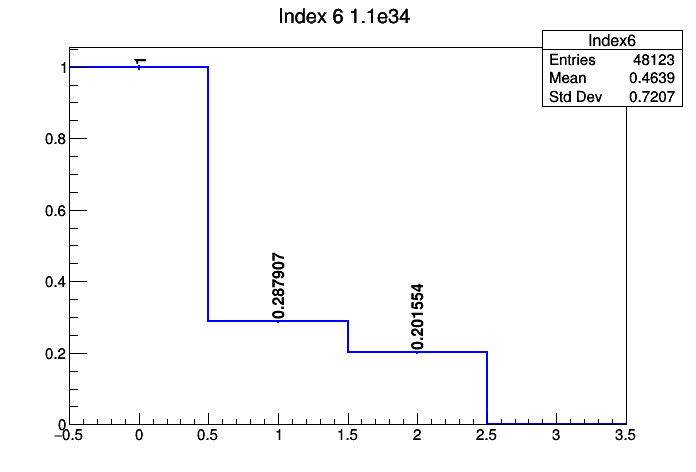 Index 6 1.1e34
Index6
Entries 48123
Mean 0.4639
Std Dev 0.7207
1
0.8
0.6
0.4
0.2
0
1
0.287907
0.201554
−0.5 0 0.5 1 1.5 2 2.5 3 3.5